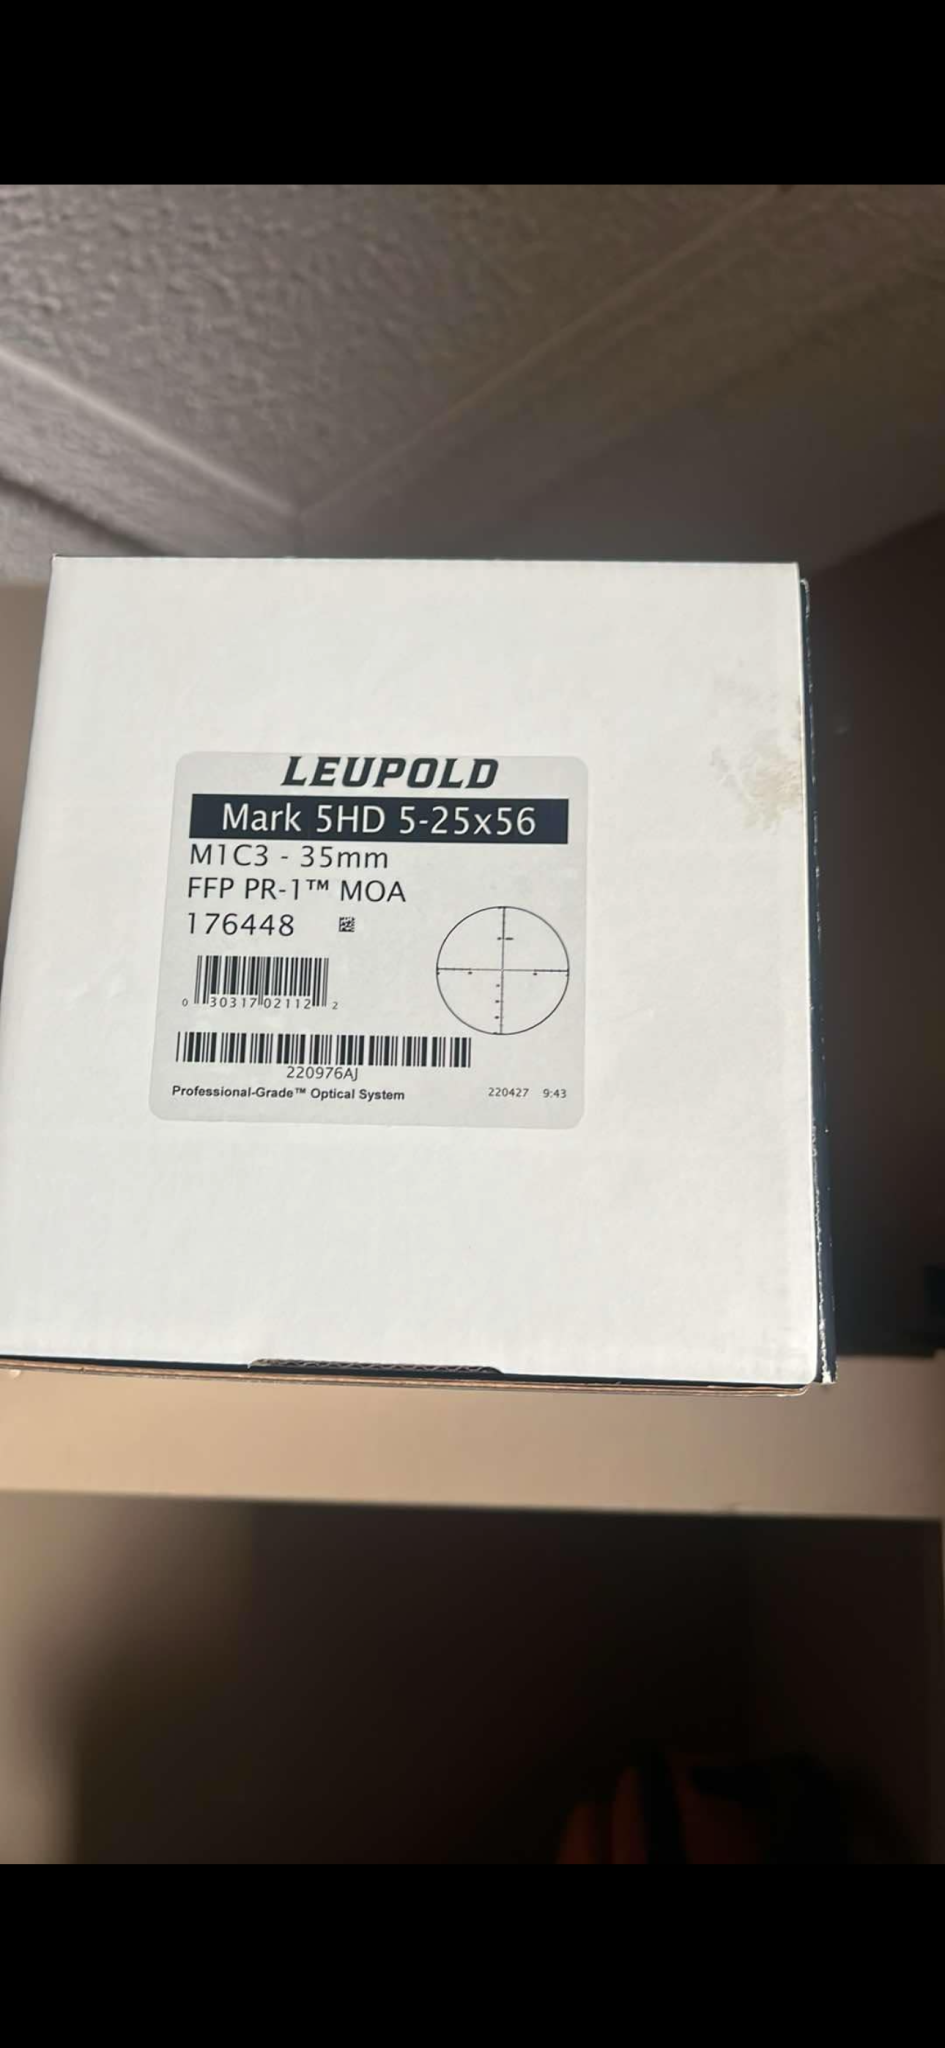 LEUPOLD
Mark 5HD 5-25x56
M1C3 - 35mm
FFP PR-1™ MOA
176448
0 30317 02112 2
220976AJ
Professional-Grade™ Optical System 220427 9:43